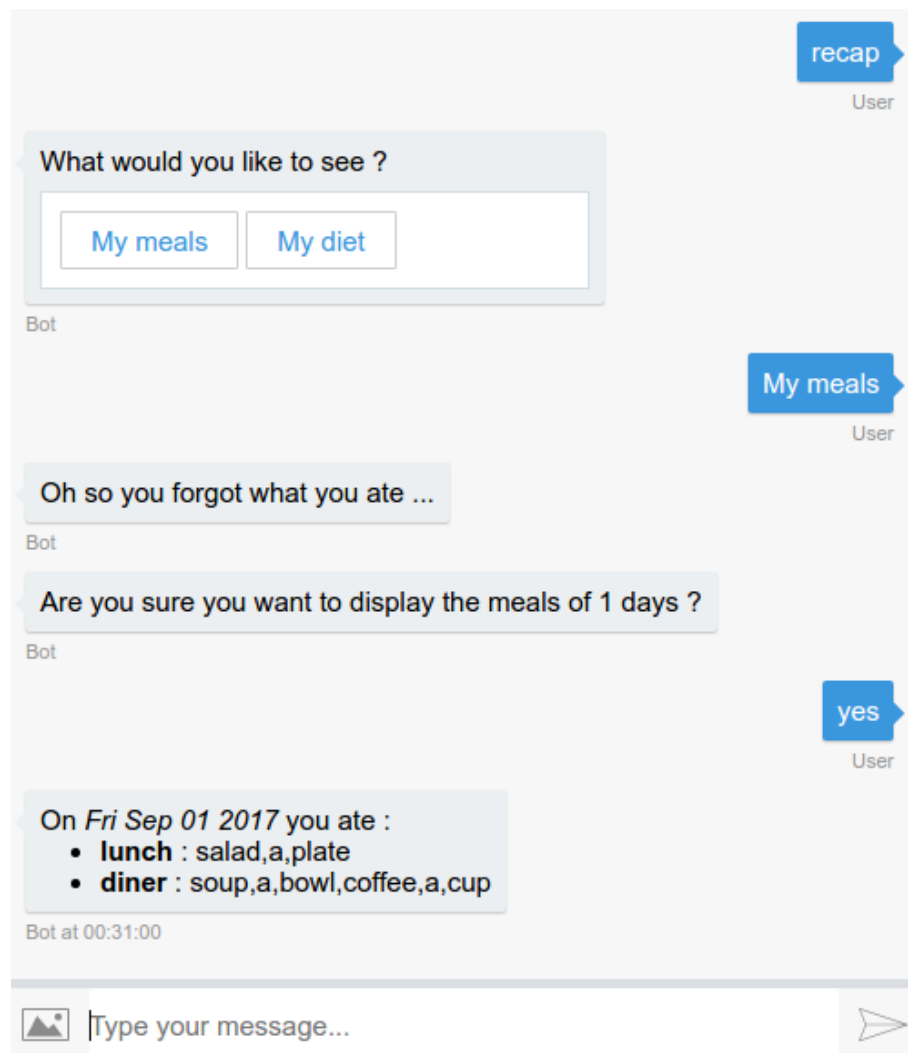 recap
User
What would you like to see ?
My meals My diet
Bot
My meals
User
Oh so you forgot what you ate ...
Bot
Are you sure you want to display the meals of 1 days ?
Bot
yes
User
On Fri Sep 01 2017 you ate :
• lunch : salad,a,plate
• diner : soup,a,bowl,coffee,a,cup
Bot at 00:31:00
Type your message...